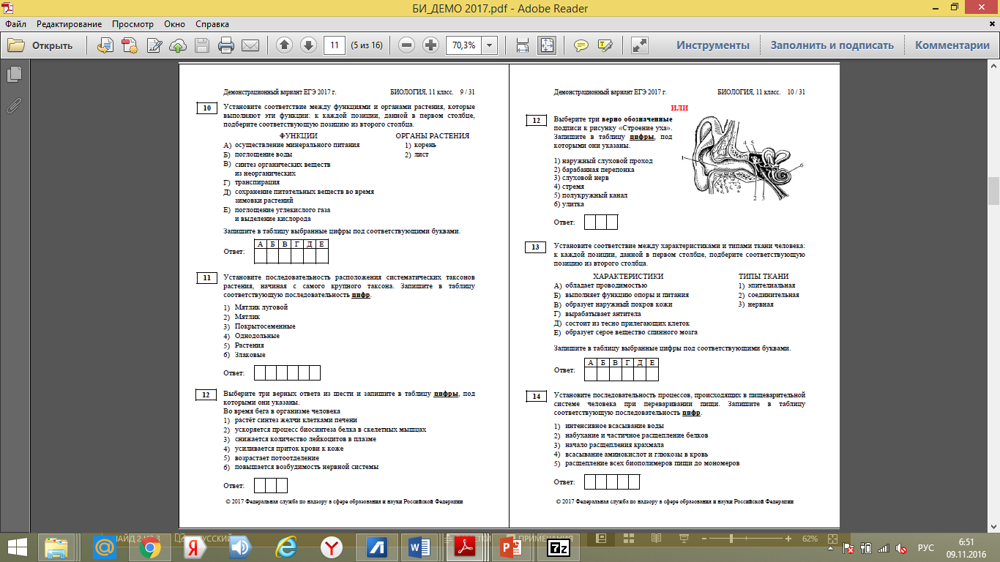 БИ_ДЕМО 2017.pdf - Adobe Reader
Файл Редактирование Просмотр Окно Справка
Открыть 11 (5 из 16) 70,3% Инструменты Заполнить и подписать Комментарии
Демонстрационный вариант ЕГЭ 2017 г. БИОЛОГИЯ, 11 класс. 9 / 31
10 Установите соответствие между функциями и органами растения, которые
выполняют эти функции: к каждой позиции, данной в первом столбце,
подберите соответствующую позицию из второго столбца.
ФУНКЦИИ ОРГАНЫ РАСТЕНИЯ
А) осуществление минерального питания 1) корень
Б) поглощение воды 2) лист
В) синтез органических веществ
из неорганических
Г) транспирация
Д) сохранение питательных веществ во время
зимовки растений
Е) поглощение углекислого газа
и выделение кислорода
Запишите в таблицу выбранные цифры под соответствующими буквами.
А Б В Г Д Е
Ответ:
11 Установите последовательность расположения систематических таксонов
растения, начиная с самого крупного таксона. Запишите в таблицу
соответствующую последовательность цифр.
1) Мятлик луговой
2) Мятлик
3) Покрытосеменные
4) Однодольные
5) Растения
6) Злаковые
Ответ:
12 Выберите три верных ответа из шести и запишите в таблицу цифры, под
которыми они указаны.
Во время бега в организме человека
1) растёт синтез желчи клетками печени
2) ускоряется процесс биосинтеза белка в скелетных мышцах
3) снижается количество лейкоцитов в плазме
4) усиливается приток крови к коже
5) возрастает потоотделение
6) повышается возбудимость нервной системы
Ответ:
© 2017 Федеральная служба по надзору в сфере образования и науки Российской Федерации
Демонстрационный вариант ЕГЭ 2017 г. БИОЛОГИЯ, 11 класс. 10 / 31
ИЛИ
12 Выберите три верно обозначенные
подписи к рисунку «Строение уха».
Запишите в таблицу цифры, под
которыми они указаны.
1) наружный слуховой проход
2) барабанная перепонка
3) слуховой нерв
4) стремя
5) полукружный канал
6) улитка
4 5
1
6
2 3
Ответ:
13 Установите соответствие между характеристиками и типами ткани человека:
к каждой позиции, данной в первом столбце, подберите соответствующую
позицию из второго столбца.
ХАРАКТЕРИСТИКИ ТИПЫ ТКАНИ
А) обладает проводимостью 1) эпителиальная
Б) выполняет функцию опоры и питания 2) соединительная
В) образует наружный покров кожи 3) нервная
Г) вырабатывает антитела
Д) состоит из тесно прилегающих клеток
Е) образует серое вещество спинного мозга
Запишите в таблицу выбранные цифры под соответствующими буквами.
А Б В Г Д Е
Ответ:
14 Установите последовательность процессов, происходящих в пищеварительной
системе человека при переваривании пищи. Запишите в таблицу
соответствующую последовательность цифр.
1) интенсивное всасывание воды
2) набухание и частичное расщепление белков
3) начало расщепления крахмала
4) всасывание аминокислот и глюкозы в кровь
5) расщепление всех биополимеров пищи до мономеров
Ответ:
© 2017 Федеральная служба по надзору в сфере образования и науки Российской Федерации
62%
РУС 6:51
09.11.2016